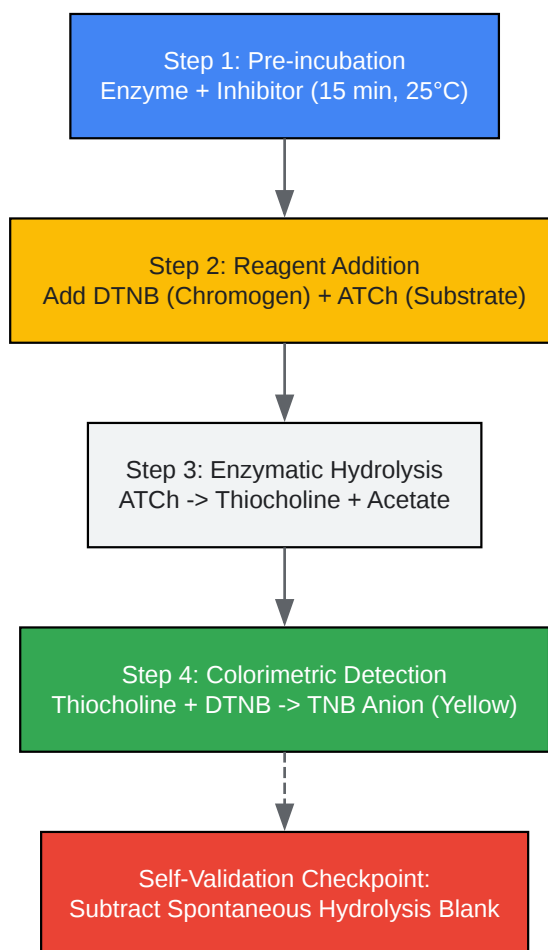 Step 1: Pre-incubation
Enzyme + Inhibitor (15 min, 25°C)
Step 2: Reagent Addition
Add DTNB (Chromogen) + ATCh (Substrate)
Step 3: Enzymatic Hydrolysis
ATCh -> Thiocholine + Acetate
Step 4: Colorimetric Detection
Thiocholine + DTNB -> TNB Anion (Yellow)
Self-Validation Checkpoint:
Subtract Spontaneous Hydrolysis Blank